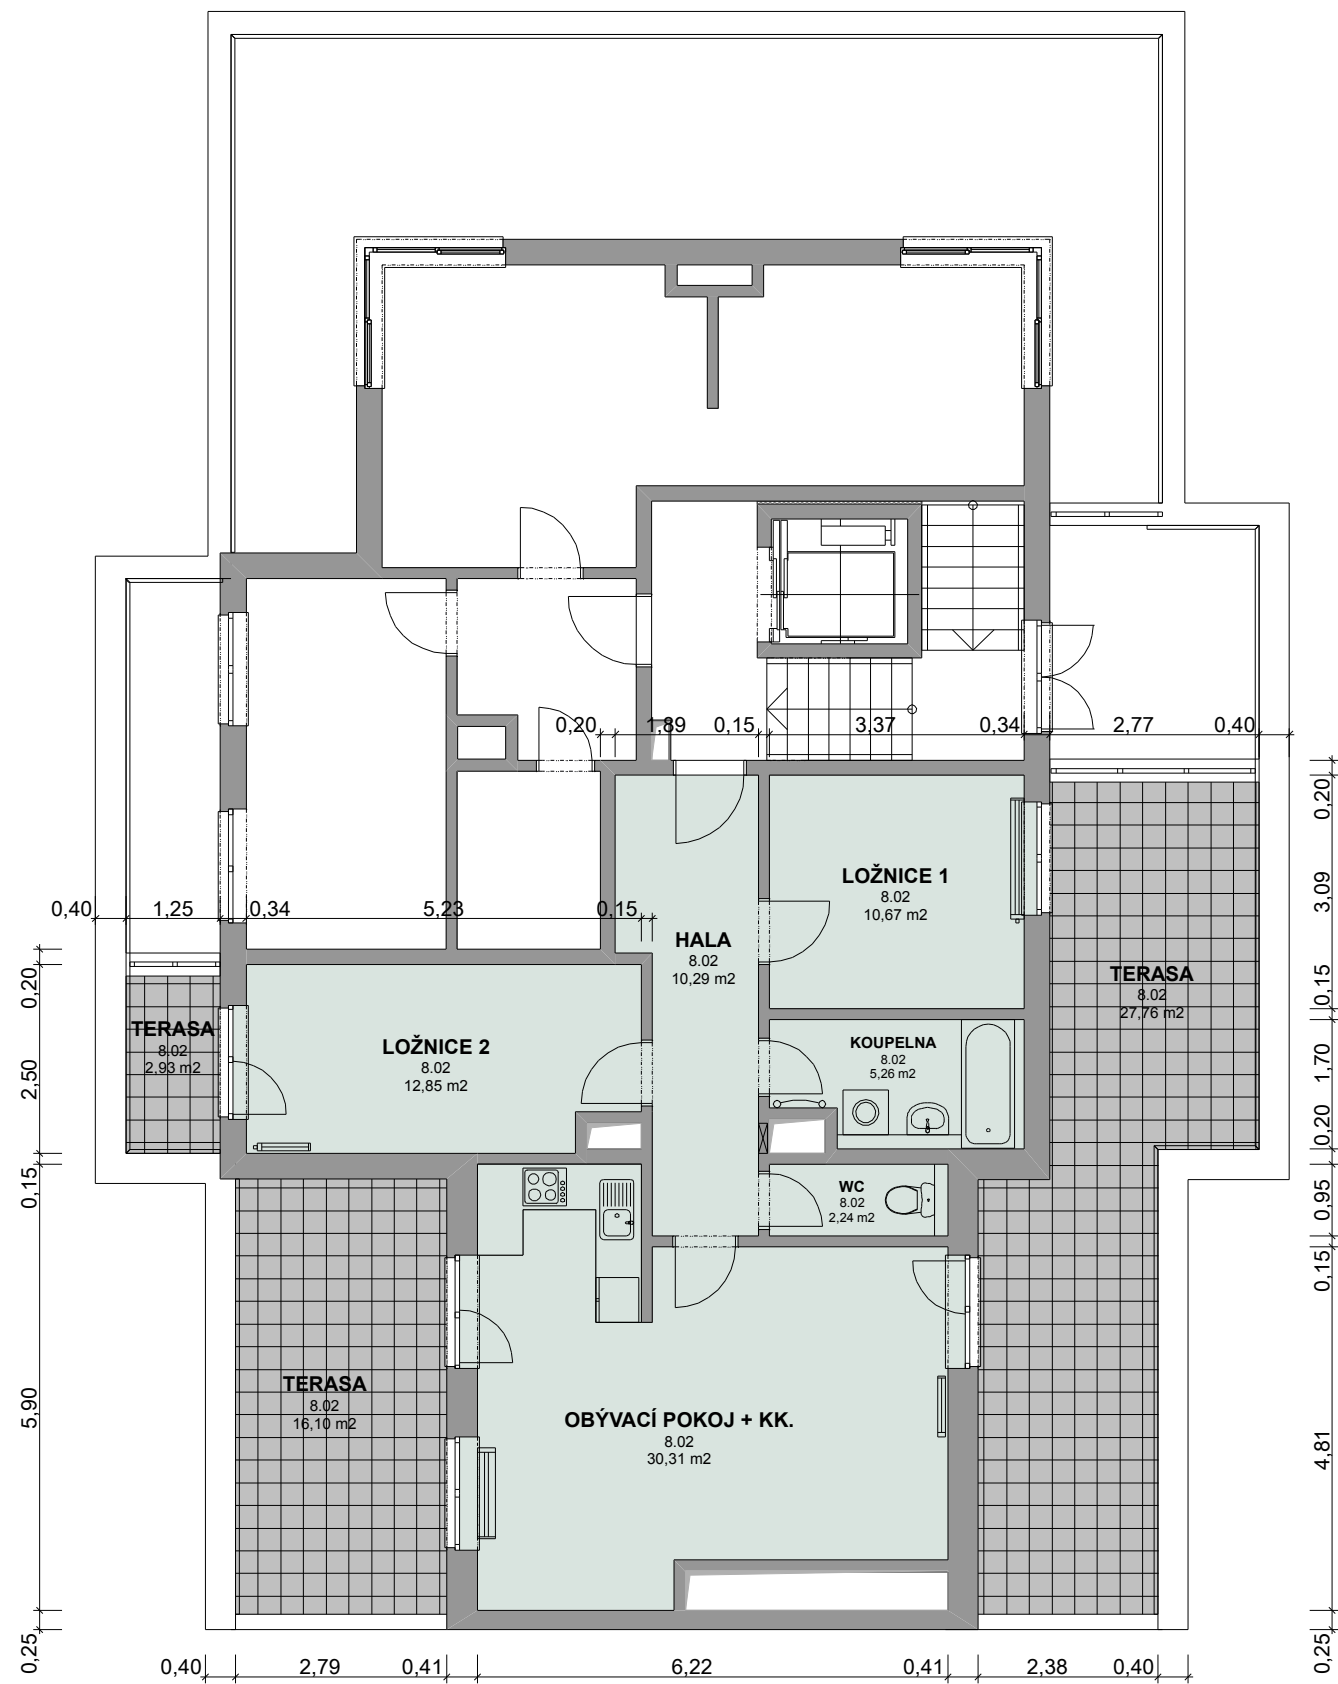 0,20
1,89
0,15
3,37
0,34
2,77
0,40
0,20
LOŽNICE 1
8.02
10,67 m2
3,09
0,40
1,25
0,34
5,23
0,15
HALA
8.02
10,29 m2
TERASA
8.02
27,76 m2
0,15
0,20
TERASA
8.02
2,93 m2
LOŽNICE 2
8.02
12,85 m2
KOUPELNA
8.02
5,26 m2
2,50
1,70
0,20
0,15
WC
8.02
2,24 m2
0,95
0,15
TERASA
8.02
16,10 m2
5,90
OBÝVACÍ POKOJ + KK.
8.02
30,31 m2
4,81
0,25
0,25
0,40
2,79
0,41
6,22
0,41
2,38
0,40